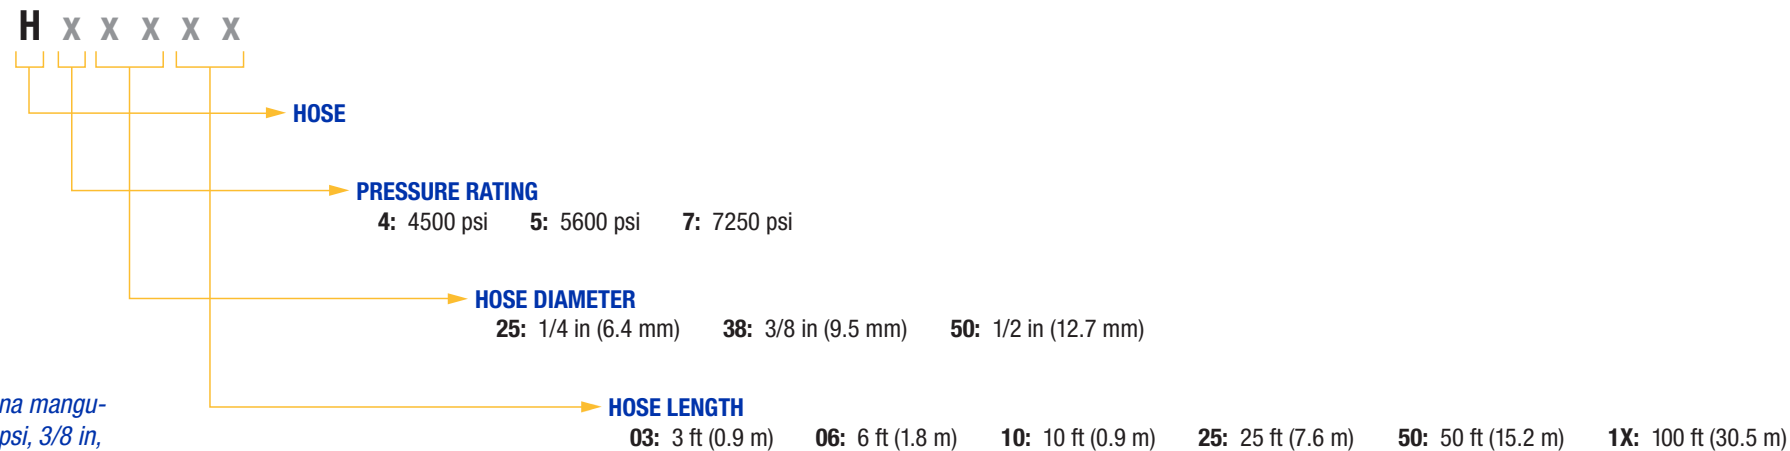 H x x x x x
HOSE
PRESSURE RATING
4: 4500 psi 5: 5600 psi 7: 7250 psi
HOSE DIAMETER
25: 1/4 in (6.4 mm) 38: 3/8 in (9.5 mm) 50: 1/2 in (12.7 mm)
na mangu-
psi, 3/8 in,
HOSE LENGTH
03: 3 ft (0.9 m) 06: 6 ft (1.8 m) 10: 10 ft (0.9 m) 25: 25 ft (7.6 m) 50: 50 ft (15.2 m) 1X: 100 ft (30.5 m)